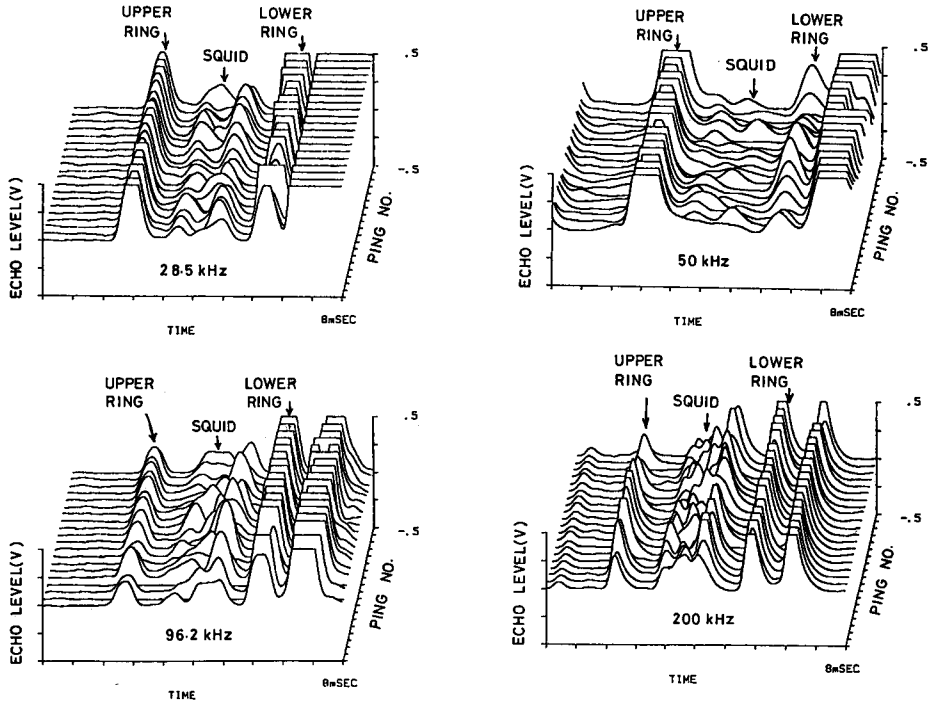 UPPER
RING
SQUID
LOWER
RING
.5
-.5
ECHO LEVEL(V)
PING NO.
28·5 kHz
8mSEC
TIME
UPPER
RING
SQUID
LOWER
RING
.5
-.5
ECHO LEVEL(V)
PING NO.
50 kHz
8mSEC
TIME
UPPER
RING
SQUID
LOWER
RING
.5
-.5
ECHO LEVEL(V)
PING NO.
96·2 kHz
8mSEC
TIME
UPPER
RING
SQUID
LOWER
RING
.5
-.5
ECHO LEVEL(V)
PING NO.
200 kHz
8mSEC
TIME